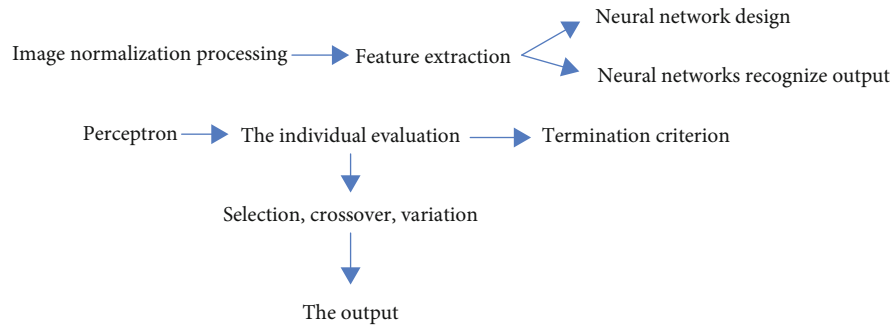 Neural network design
Image normalization processing
Feature extraction
Neural networks recognize output
Perceptron
The individual evaluation
Termination criterion
Selection, crossover, variation
The output